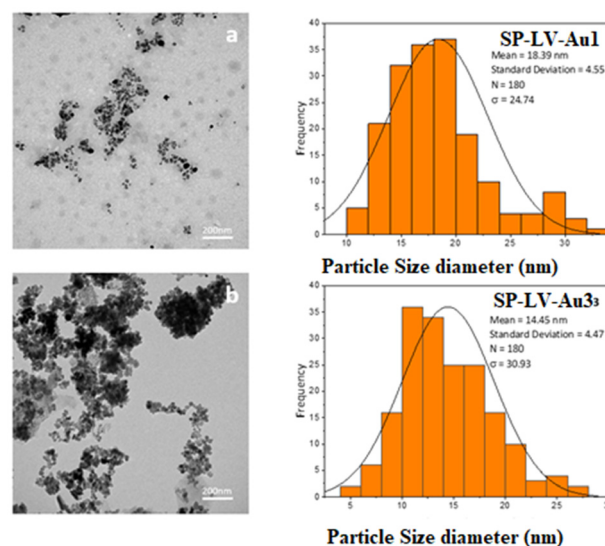 a
200nm
SP-LV-Au1
Mean = 18.39 nm
Standard Deviation = 4.55
N = 180
σ = 24.74
Frequency
40
35
30
25
20
15
10
5
0
10 15 20 25 30
Particle Size diameter (nm)
b
200nm
SP-LV-Au3₃
Mean = 14.45 nm
Standard Deviation = 4.47
N = 180
σ = 30.93
Frequency
40
35
30
25
20
15
10
5
0
5 10 15 20 25
Particle Size diameter (nm)